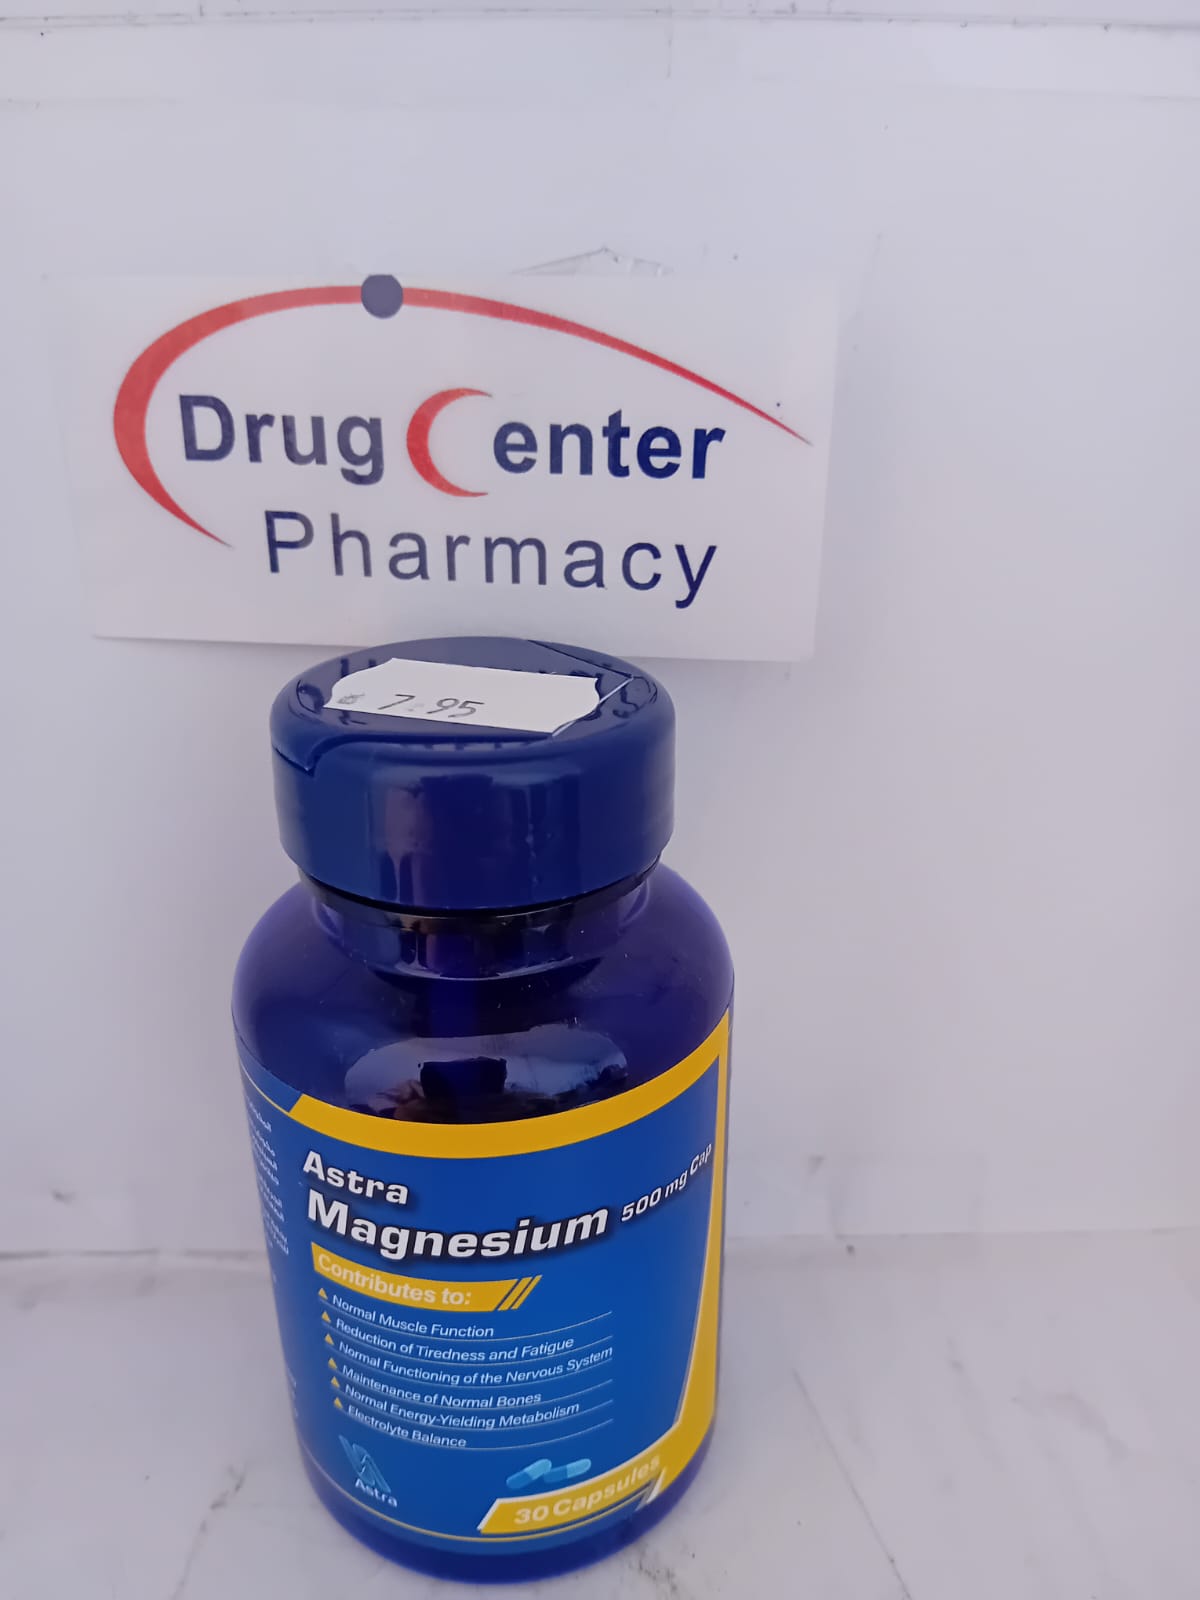 Drug Center
Pharmacy
7.95
Astra
Magnesium 500 mg Cap
Contributes to:
Normal Muscle Function
Reduction of Tiredness and Fatigue
Normal Functioning of the Nervous System
Maintenance of Normal Bones
Normal Energy-Yielding Metabolism
Electrolyte Balance
Astra
30 Capsules